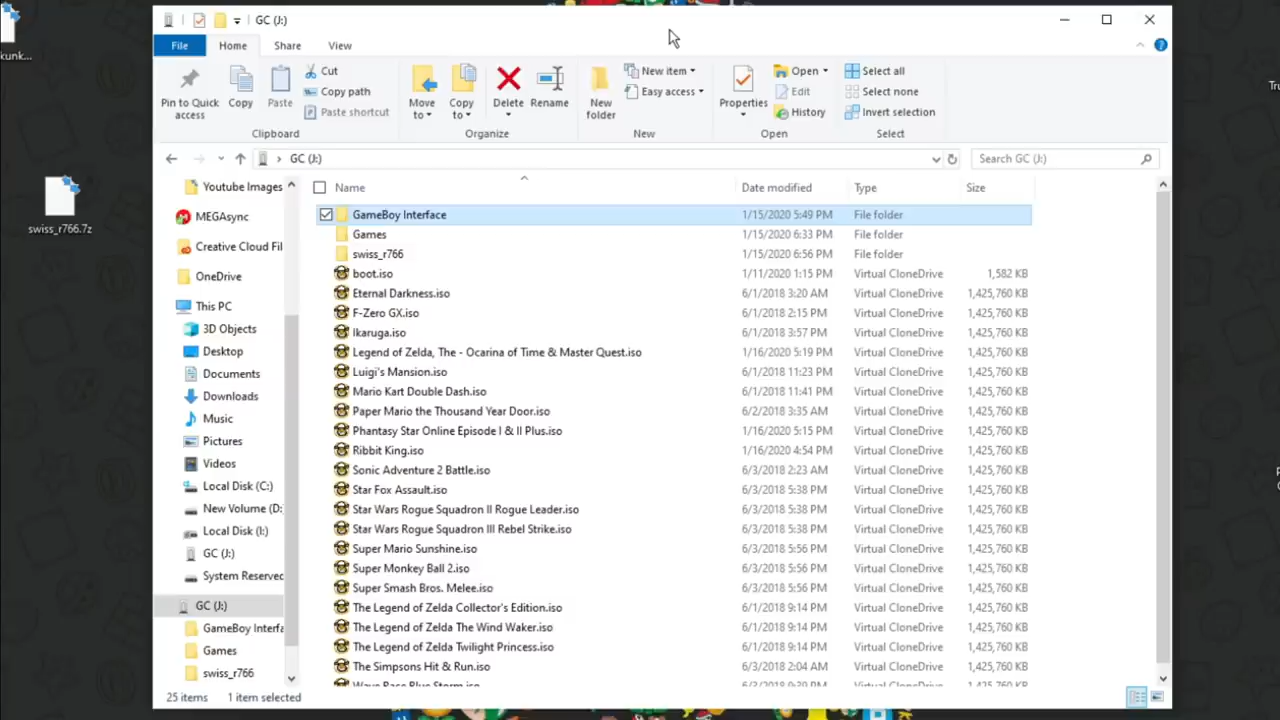 GC (J:)
File Home Share View
Pin to Quick access
Copy
Paste
Cut
Copy path
Paste shortcut
Clipboard
Move to
Copy to
Delete
Rename
Organize
New folder
New item
Easy access
New
Properties
Open
Edit
History
Open
Select all
Select none
Invert selection
Select
GC (J:)
Search GC (J:)
kunk...
swiss_r766.7z
Youtube Images
MEGAsync
Creative Cloud Fil
OneDrive
This PC
3D Objects
Desktop
Documents
Downloads
Music
Pictures
Videos
Local Disk (C:)
New Volume (D:
Local Disk (I:)
GC (J:)
System Reserved
GC (J:)
GameBoy Interfa
Games
swiss_r766
Name Date modified Type Size
GameBoy Interface 1/15/2020 5:49 PM File folder
Games 1/15/2020 6:33 PM File folder
swiss_r766 1/15/2020 6:56 PM File folder
boot.iso 1/11/2020 1:15 PM Virtual CloneDrive 1,582 KB
Eternal Darkness.iso 6/1/2018 3:20 AM Virtual CloneDrive 1,425,760 KB
F-Zero GX.iso 6/1/2018 2:15 PM Virtual CloneDrive 1,425,760 KB
Ikaruga.iso 6/1/2018 3:57 PM Virtual CloneDrive 1,425,760 KB
Legend of Zelda, The - Ocarina of Time & Master Quest.iso 1/16/2020 5:19 PM Virtual CloneDrive 1,425,760 KB
Luigi's Mansion.iso 6/1/2018 11:23 PM Virtual CloneDrive 1,425,760 KB
Mario Kart Double Dash.iso 6/1/2018 11:41 PM Virtual CloneDrive 1,425,760 KB
Paper Mario the Thousand Year Door.iso 6/2/2018 3:35 AM Virtual CloneDrive 1,425,760 KB
Phantasy Star Online Episode I & II Plus.iso 1/16/2020 5:15 PM Virtual CloneDrive 1,425,760 KB
Ribbit King.iso 1/16/2020 4:54 PM Virtual CloneDrive 1,425,760 KB
Sonic Adventure 2 Battle.iso 6/3/2018 2:23 AM Virtual CloneDrive 1,425,760 KB
Star Fox Assault.iso 6/3/2018 5:38 PM Virtual CloneDrive 1,425,760 KB
Star Wars Rogue Squadron II Rogue Leader.iso 6/3/2018 5:38 PM Virtual CloneDrive 1,425,760 KB
Star Wars Rogue Squadron III Rebel Strike.iso 6/3/2018 5:38 PM Virtual CloneDrive 1,425,760 KB
Super Mario Sunshine.iso 6/3/2018 5:56 PM Virtual CloneDrive 1,425,760 KB
Super Monkey Ball 2.iso 6/3/2018 5:56 PM Virtual CloneDrive 1,425,760 KB
Super Smash Bros. Melee.iso 6/3/2018 5:56 PM Virtual CloneDrive 1,425,760 KB
The Legend of Zelda Collector's Edition.iso 6/1/2018 9:14 PM Virtual CloneDrive 1,425,760 KB
The Legend of Zelda The Wind Waker.iso 6/1/2018 9:14 PM Virtual CloneDrive 1,425,760 KB
The Legend of Zelda Twilight Princess.iso 6/1/2018 9:14 PM Virtual CloneDrive 1,425,760 KB
The Simpsons Hit & Run.iso 6/3/2018 2:04 AM Virtual CloneDrive 1,425,760 KB
Wave Race Blue Storm.iso 6/3/2018 9:39 PM Virtual CloneDrive 1,425,760 KB
25 items 1 item selected